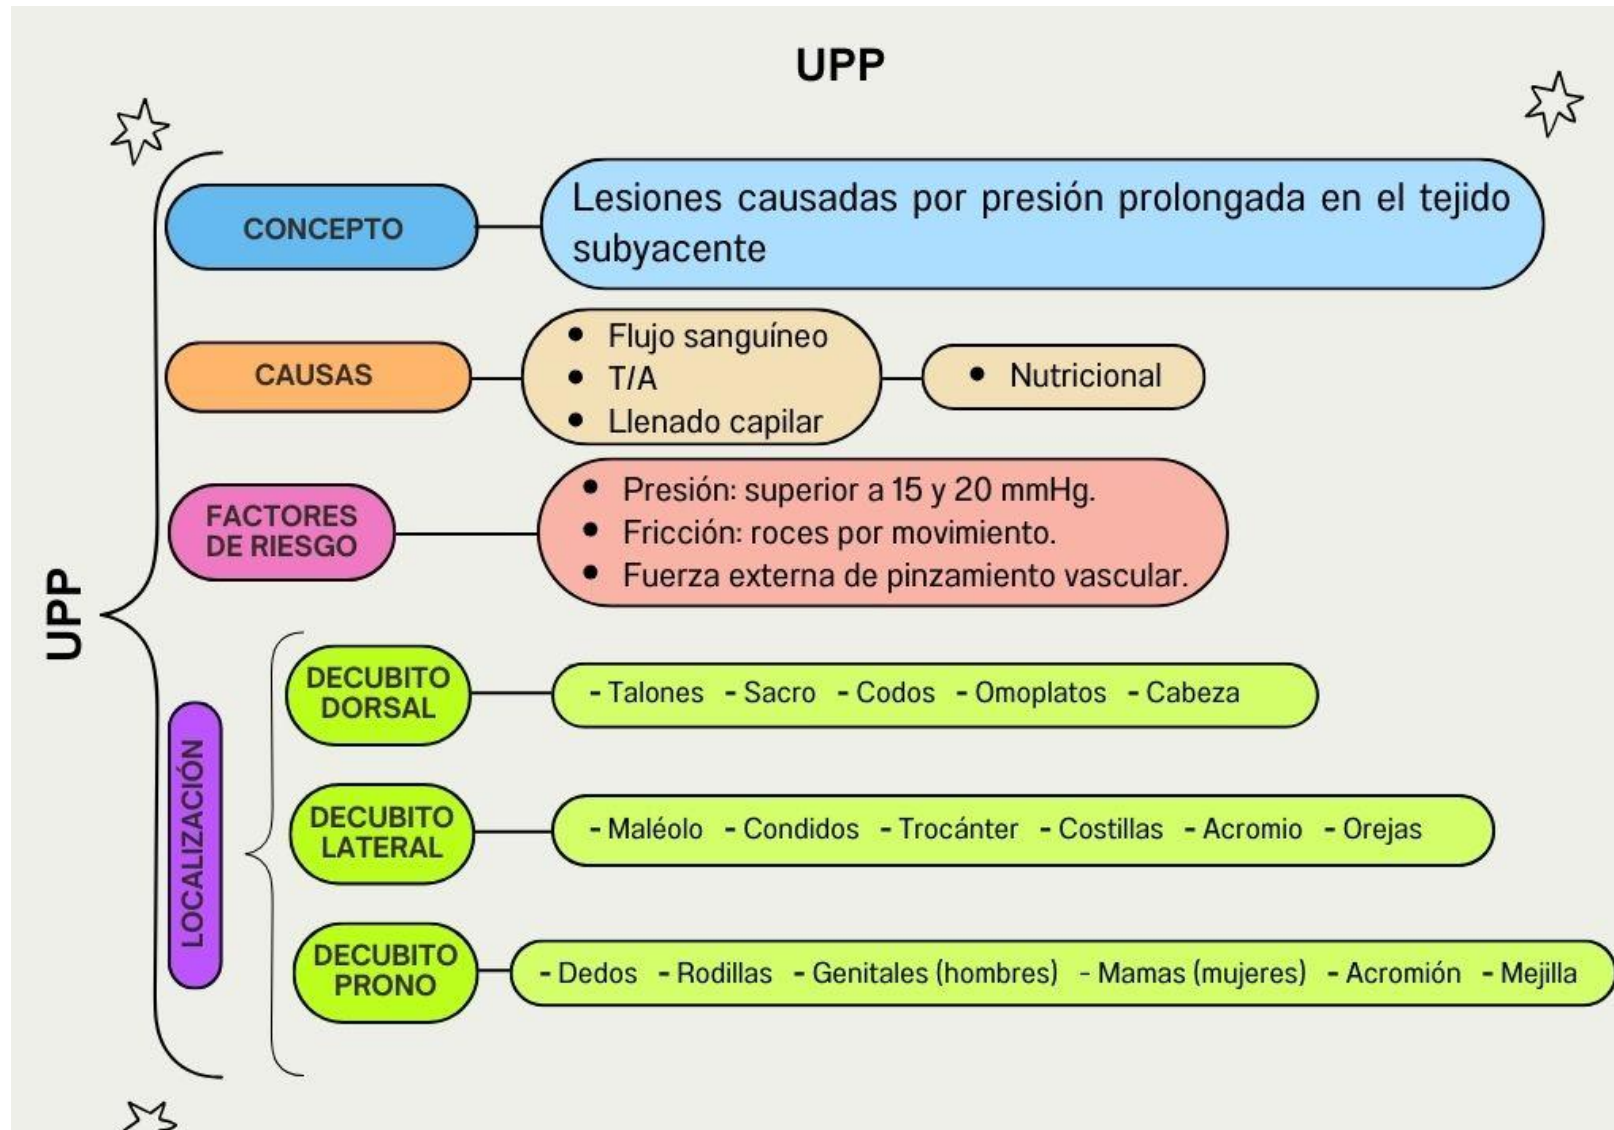 UPP
UPP
CONCEPTO
Lesiones causadas por presión prolongada en el tejido
subyacente
CAUSAS
• Flujo sanguíneo
• T/A
• Llenado capilar
• Nutricional
FACTORES
DE RIESGO
• Presión: superior a 15 y 20 mmHg.
• Fricción: roces por movimiento.
• Fuerza externa de pinzamiento vascular.
LOCALIZACIÓN
DECUBITO
DORSAL
- Talones - Sacro - Codos - Omoplatos - Cabeza
DECUBITO
LATERAL
- Maléolo - Condidos - Trocánter - Costillas - Acromio - Orejas
DECUBITO
PRONO
- Dedos - Rodillas - Genitales (hombres) - Mamas (mujeres) - Acromión - Mejilla